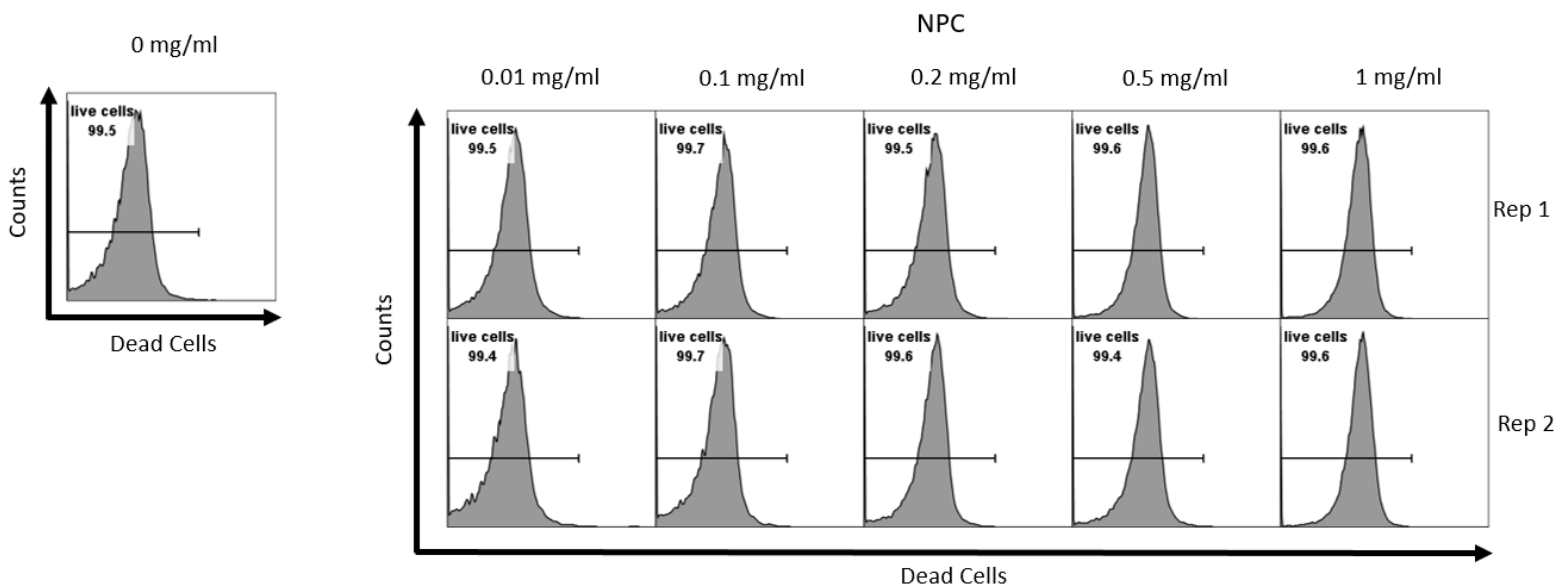 NPC
0 mg/ml
0.01 mg/ml
0.1 mg/ml
0.2 mg/ml
0.5 mg/ml
1 mg/ml
live cells
99.5
Counts
Dead Cells
live cells
99.5
live cells
99.7
live cells
99.5
live cells
99.6
live cells
99.6
Rep 1
Counts
live cells
99.4
live cells
99.7
live cells
99.6
live cells
99.4
live cells
99.6
Rep 2
Dead Cells